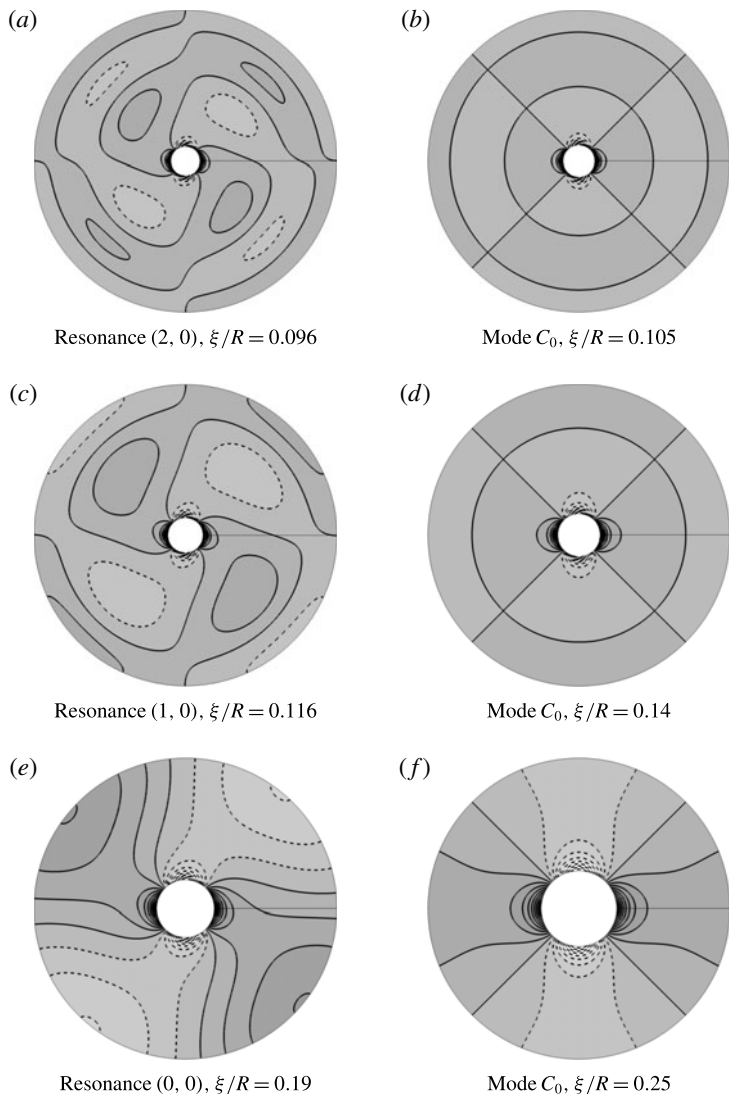 (a) (b)
Resonance (2, 0), ξ/R = 0.096 Mode C₀, ξ/R = 0.105
(c) (d)
Resonance (1, 0), ξ/R = 0.116 Mode C₀, ξ/R = 0.14
(e) (f)
Resonance (0, 0), ξ/R = 0.19 Mode C₀, ξ/R = 0.25